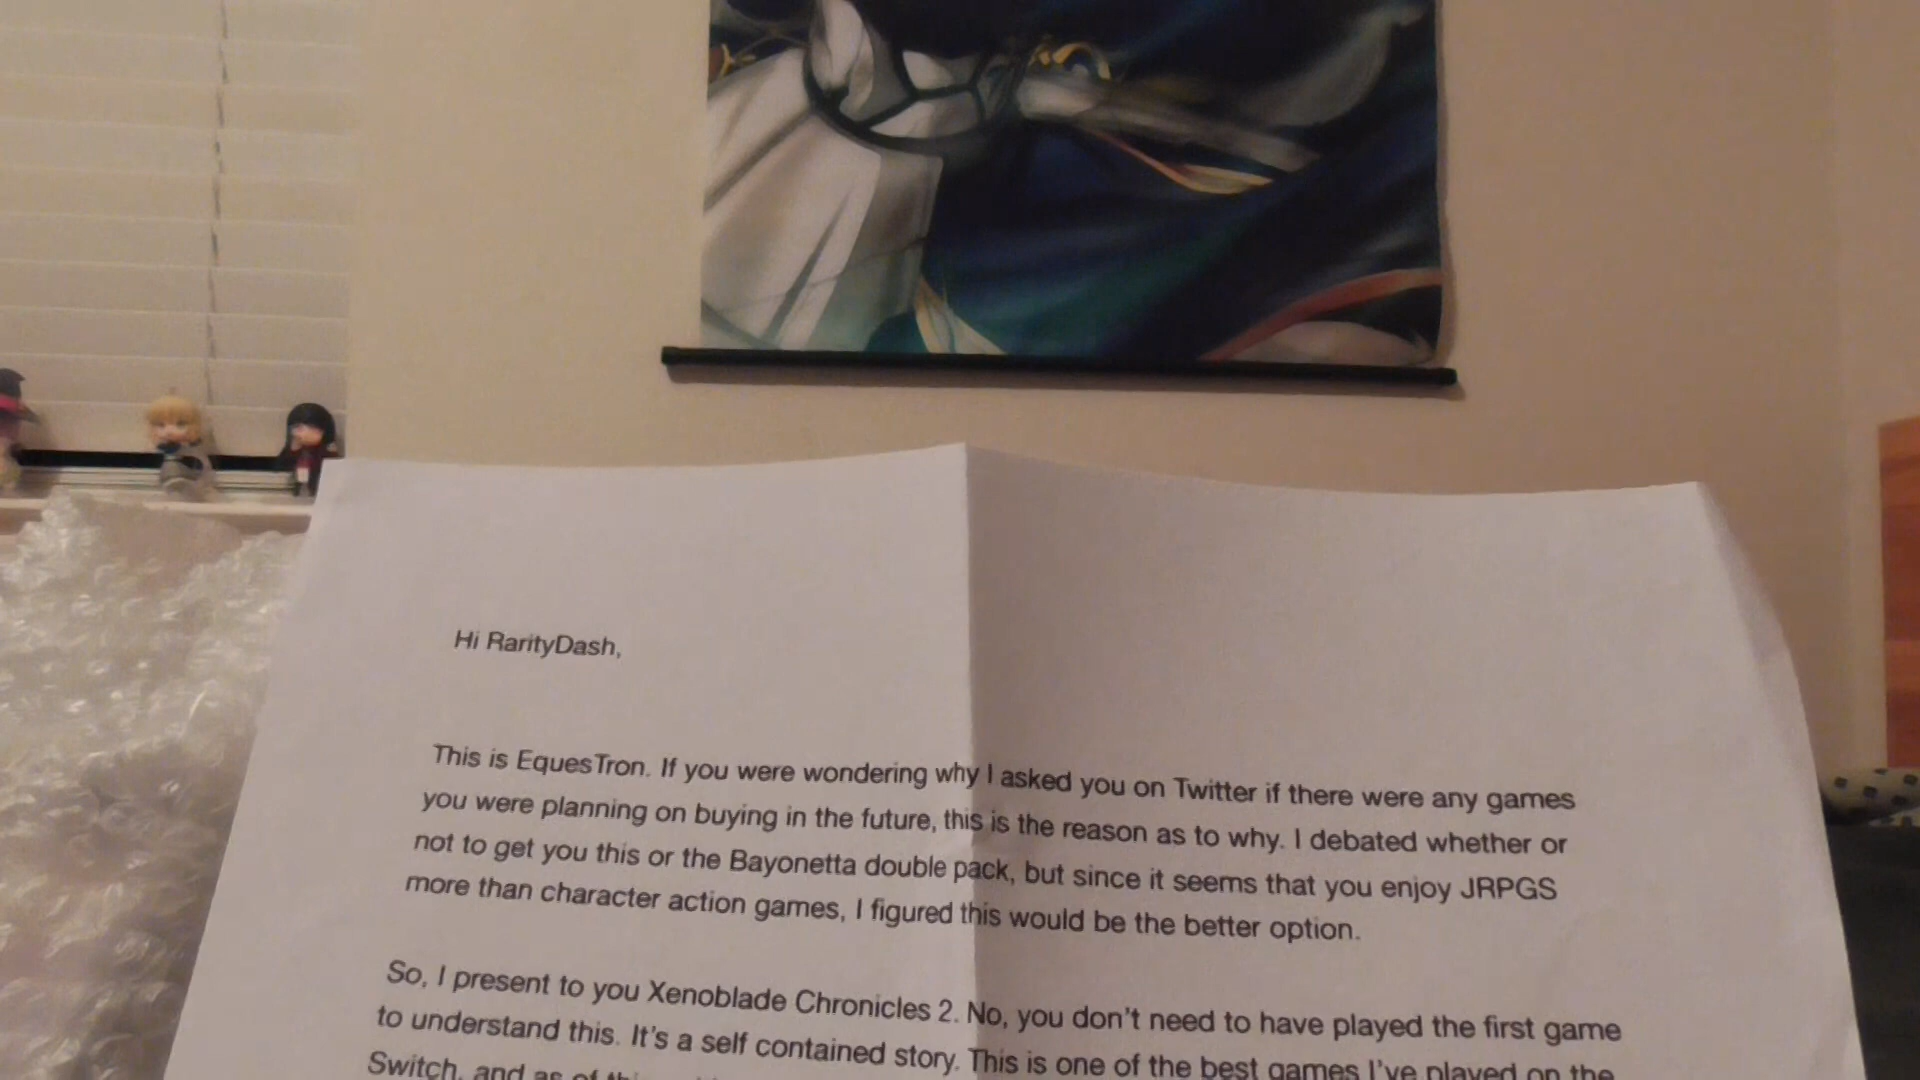 Hi RarityDash,
This is EquesTron. If you were wondering why I asked you on Twitter if there were any games
you were planning on buying in the future, this is the reason as to why. I debated whether or
not to get you this or the Bayonetta double pack, but since it seems that you enjoy JRPGS
more than character action games, I figured this would be the better option.
So, I present to you Xenoblade Chronicles 2. No, you don't need to have played the first game
to understand this. It's a self contained story. This is one of the best games I've played on the
Switch, and as of